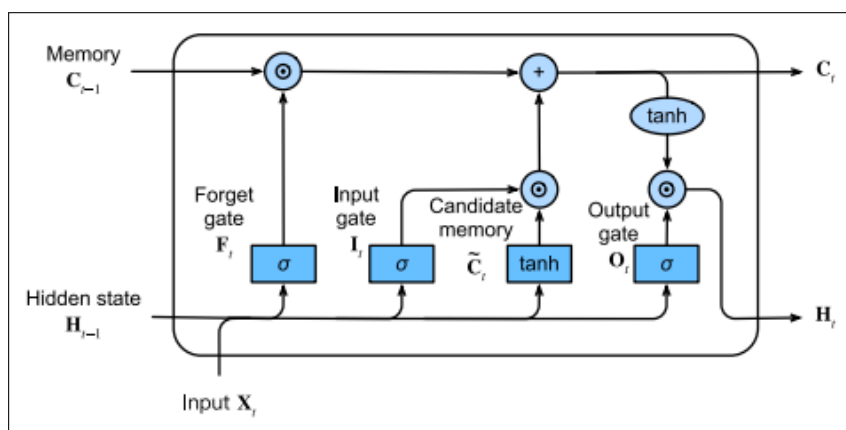 Memory
C_{t-1}
⊙
+
C_t
tanh
Forget
gate
F_t
Input
gate
I_t
Candidate
memory
C̃_t
⊙
Output
gate
O_t
⊙
σ
σ
tanh
σ
Hidden state
H_{t-1}
H_t
Input X_t